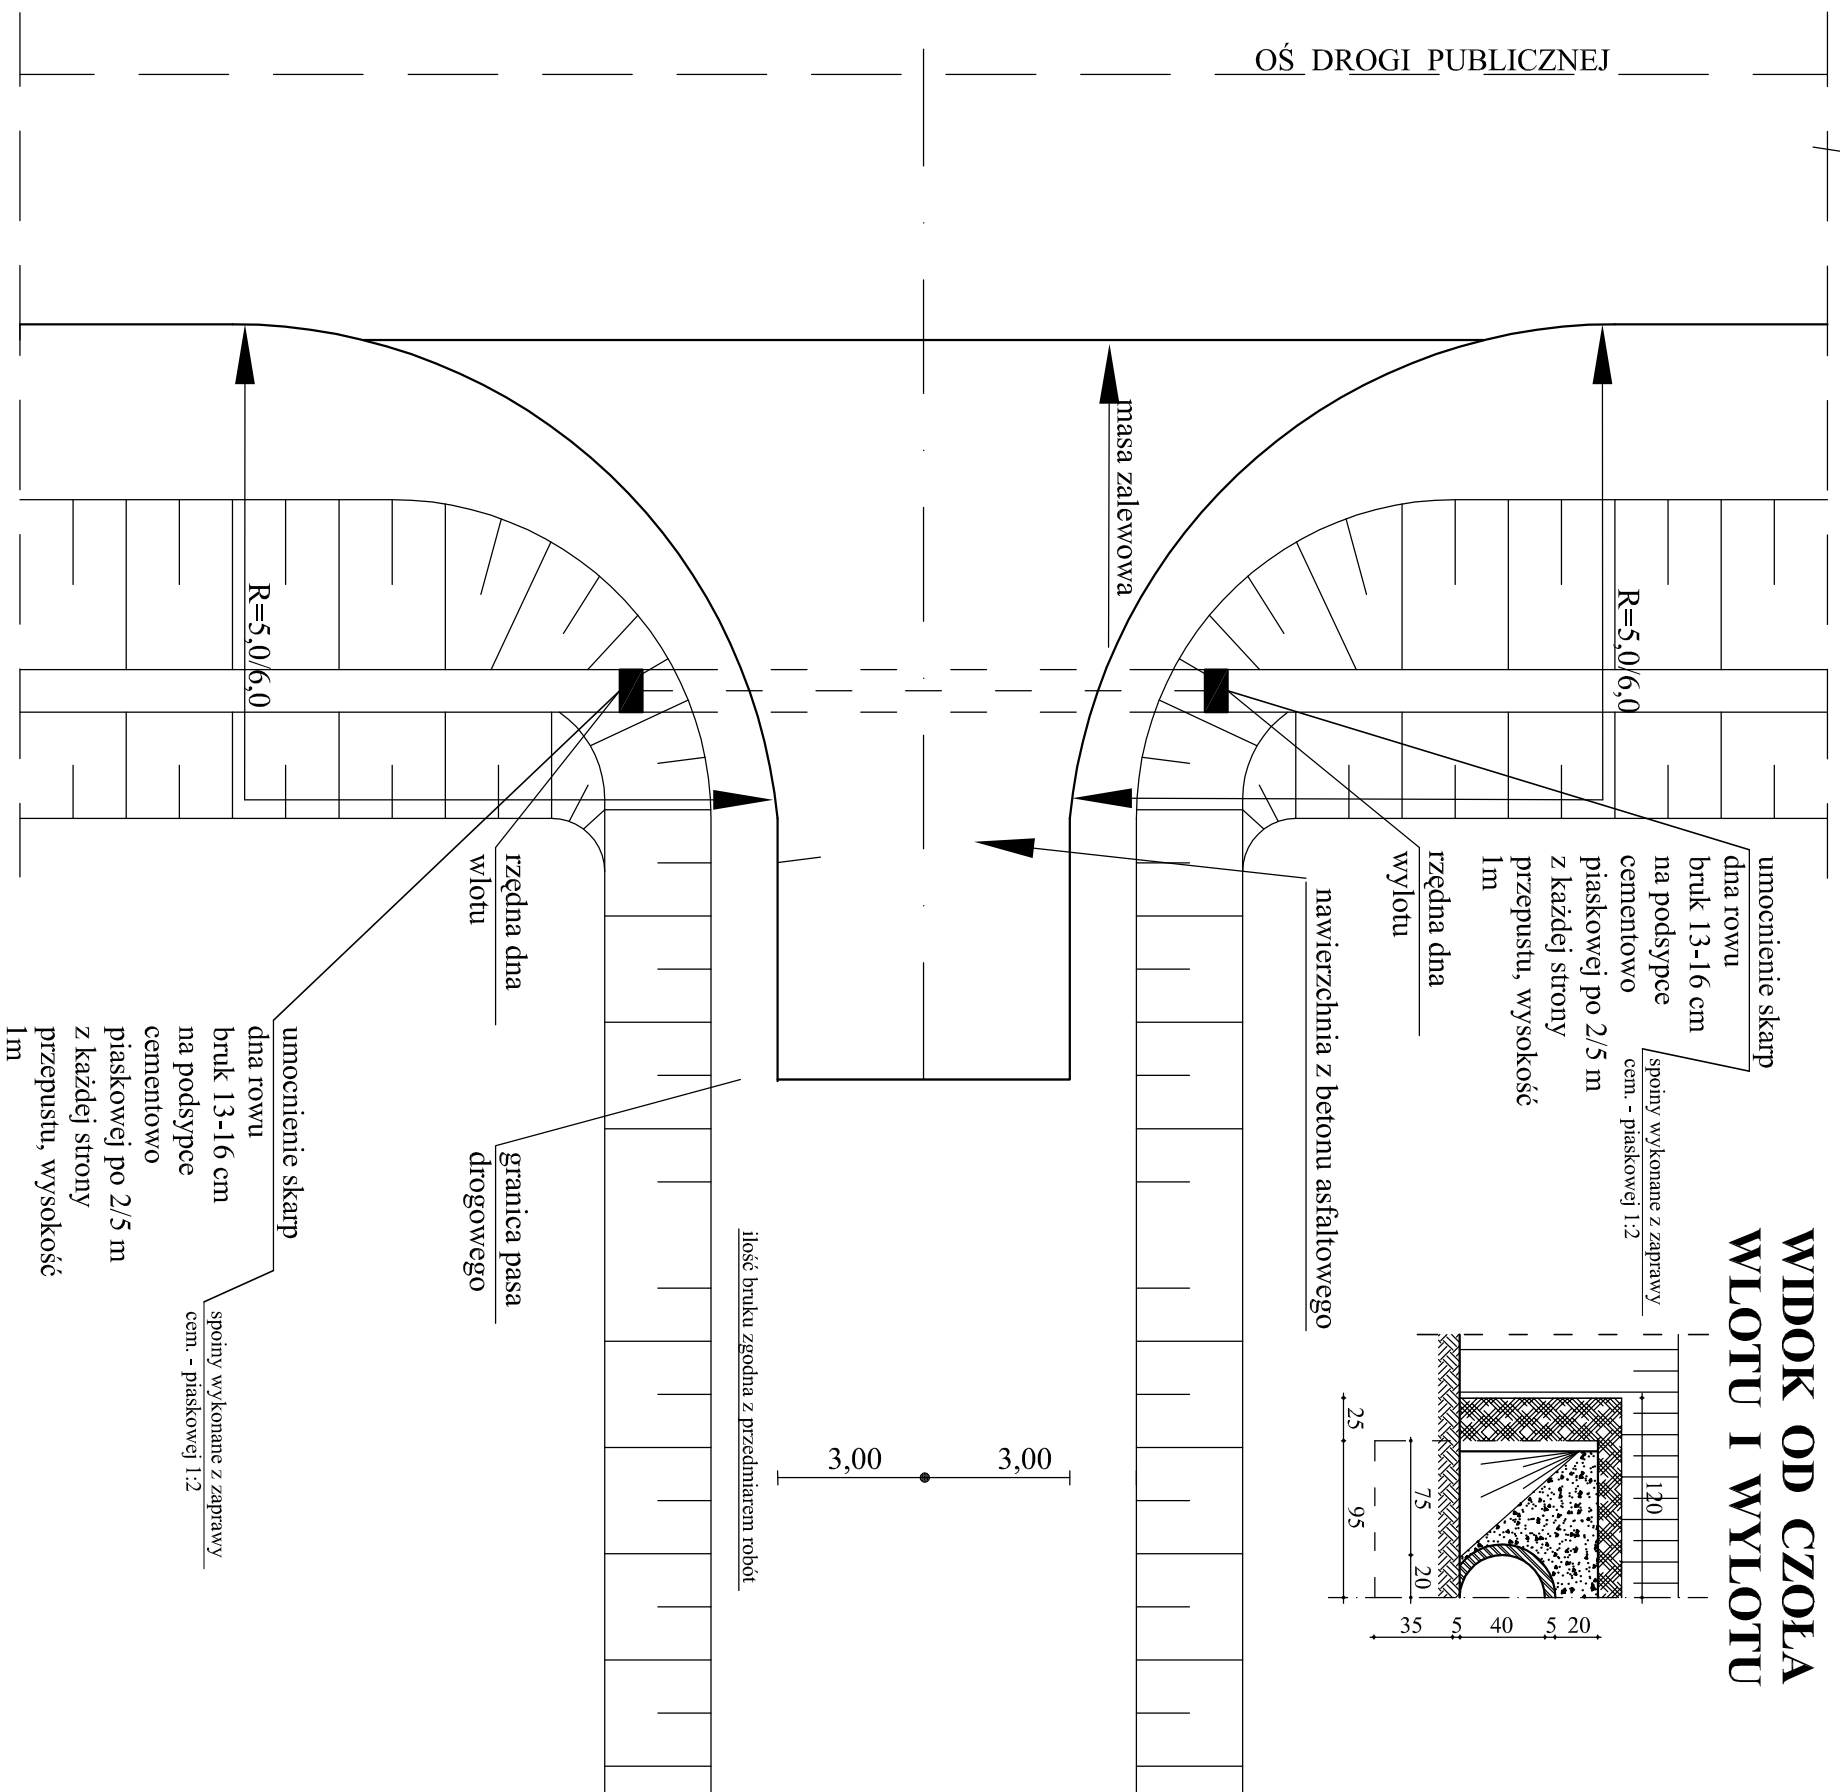 OŚ DROGI PUBLICZNEJ
WIDOK OD CZOŁA
WLOTU I WYLOTU
R=5,0/6,0
R=5,0/6,0
masa zalewowa
umocnienie skarp
dna rowu
bruk 13-16 cm
na podsypce
cementowo
piaskowej po 2/5 m
z każdej strony
przepustu, wysokość
1m
spoiny wykonane z zaprawy
cem. - piaskowej 1:2
rzędna dna
wylotu
nawierzchnia z betonu asfaltowego
rzędna dna
wlotu
granica pasa
drogowego
ilość bruku zgodna z przedmiarem robót
umocnienie skarp
dna rowu
bruk 13-16 cm
na podsypce
cementowo
piaskowej po 2/5 m
z każdej strony
przepustu, wysokość
1m
spoiny wykonane z zaprawy
cem. - piaskowej 1:2
3,00
3,00
120
25
95
75
20
35
5
40
5
20